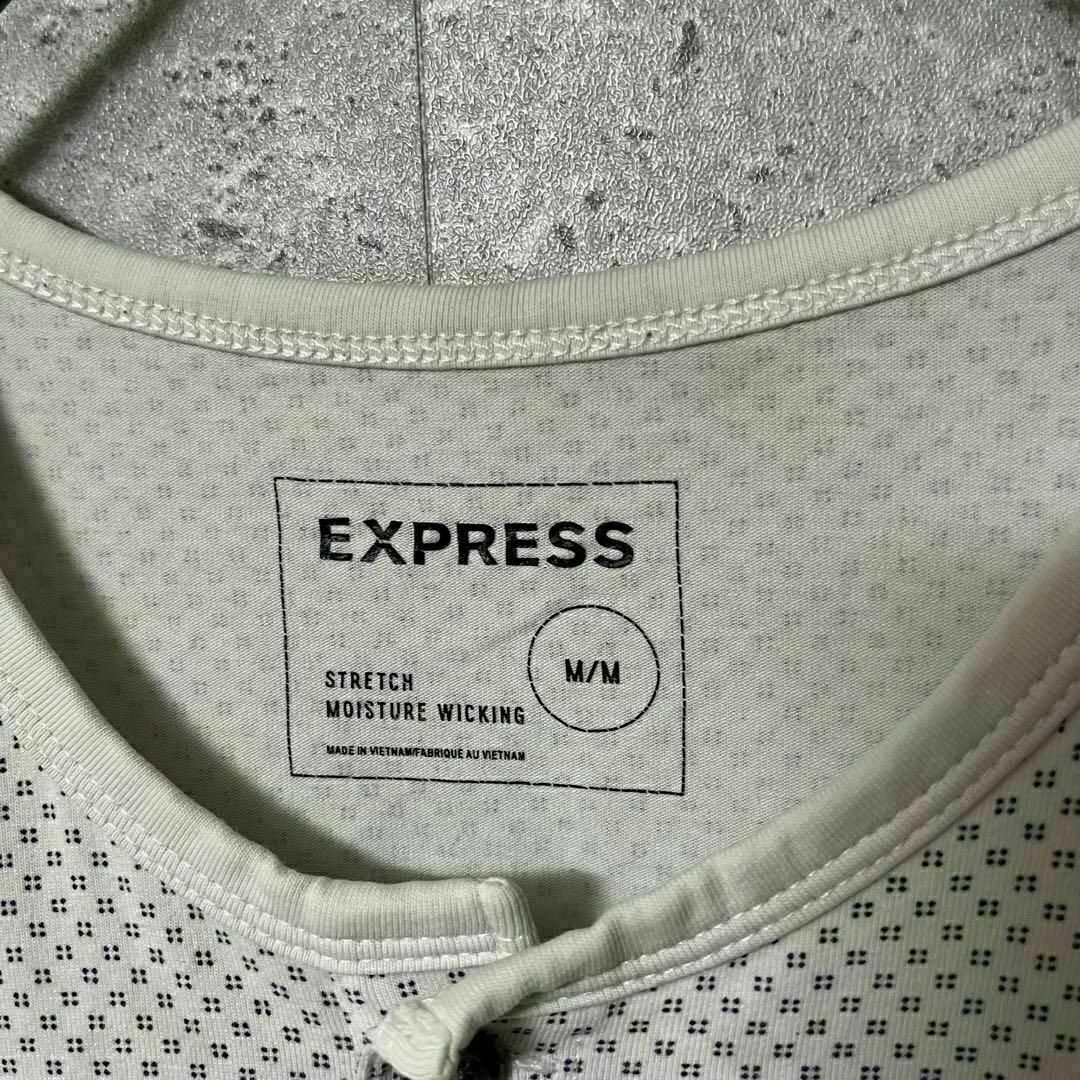 EXPRESS
M/M
STRETCH
MOISTURE WICKING
MADE IN VIETNAM/FABRIQUÉ AU VIETNAM